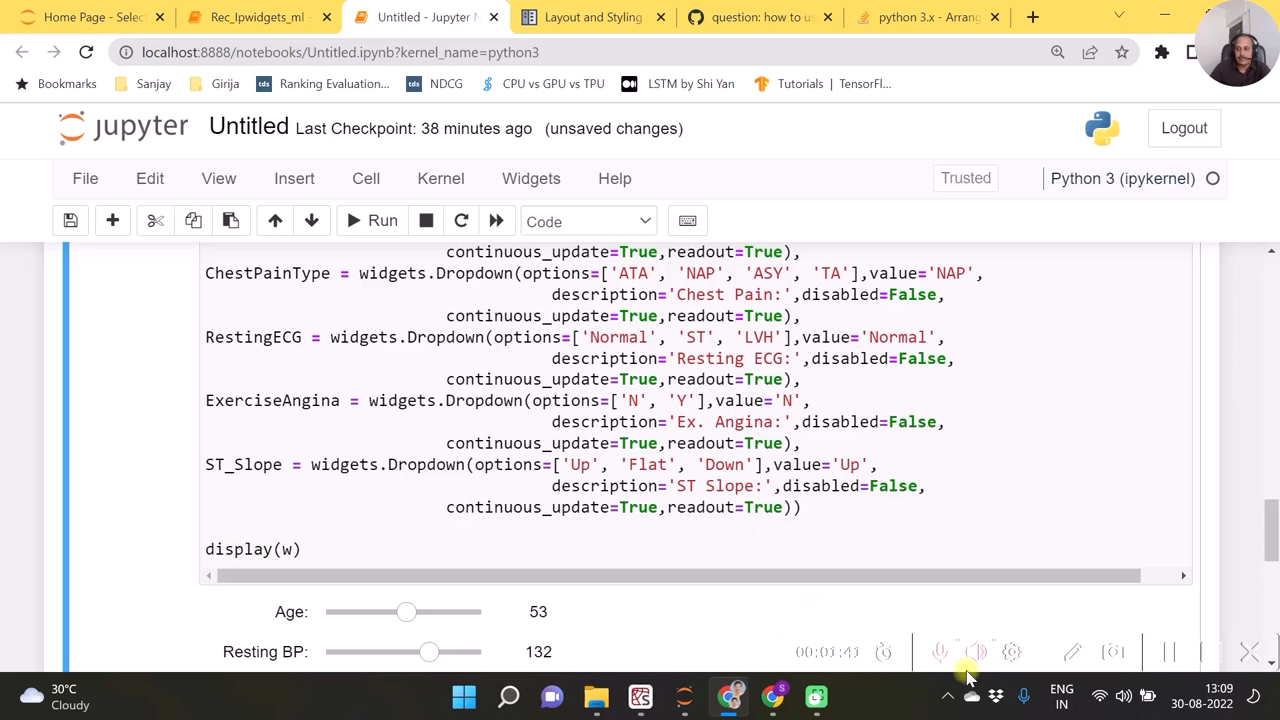 Home Page - Selec
Rec_Ipwidgets_ml -
Untitled - Jupyter N
Layout and Styling
question: how to u
python 3.x - Arrang
localhost:8888/notebooks/Untitled.ipynb?kernel_name=python3
Bookmarks
Sanjay
Girija
tds
Ranking Evaluation...
tds
NDCG
CPU vs GPU vs TPU
LSTM by Shi Yan
Tutorials | TensorFl...
jupyter
Untitled
Last Checkpoint: 38 minutes ago
(unsaved changes)
Logout
File
Edit
View
Insert
Cell
Kernel
Widgets
Help
Trusted
Python 3 (ipykernel)
Run
Code
continuous_update=True,readout=True),
ChestPainType = widgets.Dropdown(options=['ATA', 'NAP', 'ASY', 'TA'],value='NAP',
description='Chest Pain:',disabled=False,
continuous_update=True,readout=True),
RestingECG = widgets.Dropdown(options=['Normal', 'ST', 'LVH'],value='Normal',
description='Resting ECG:',disabled=False,
continuous_update=True,readout=True),
ExerciseAngina = widgets.Dropdown(options=['N', 'Y'],value='N',
description='Ex. Angina:',disabled=False,
continuous_update=True,readout=True),
ST_Slope = widgets.Dropdown(options=['Up', 'Flat', 'Down'],value='Up',
description='ST Slope:',disabled=False,
continuous_update=True,readout=True))
display(w)
Age:
53
Resting BP:
132
00:01:41
30°C
Cloudy
S
ENG
IN
13:09
30-08-2022